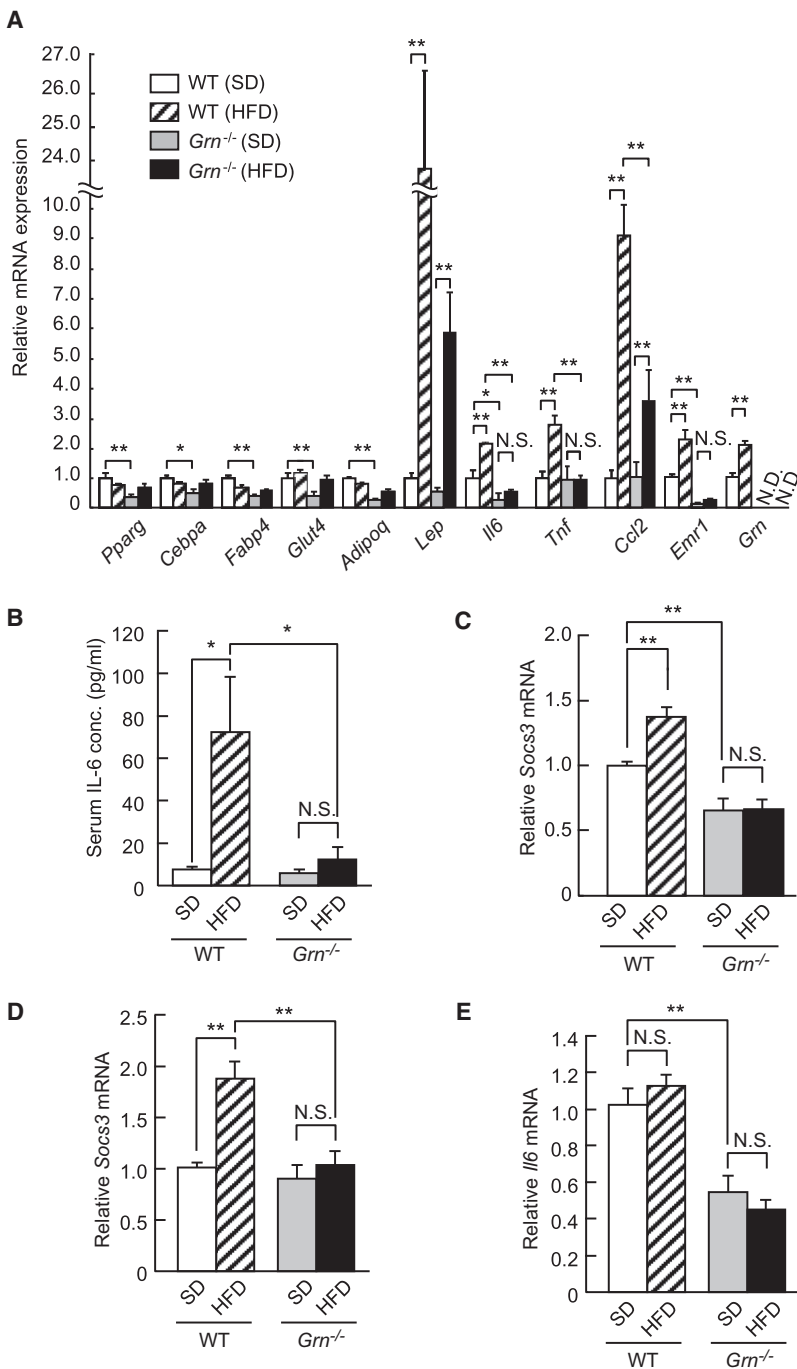 A
Relative mRNA expression
27.0
26.0
25.0
24.0
10.0
9.0
8.0
7.0
6.0
5.0
4.0
3.0
2.0
1.0
0
WT (SD)
WT (HFD)
Grn-/- (SD)
Grn-/- (HFD)
**
**
**
**
**
**
*
**
N.S.
**
**
N.S.
**
**
N.S.
**
**
*
**
**
**
N.D.
N.D.
Pparg
Cebpa
Fabp4
Glut4
Adipoq
Lep
Il6
Tnf
Ccl2
Emr1
Grn
B
Serum IL-6 conc. (pg/ml)
120
100
80
60
40
20
0
*
*
N.S.
SD
HFD
SD
HFD
WT
Grn-/-
C
Relative Socs3 mRNA
2.0
1.5
1.0
0.5
0
**
**
N.S.
SD
HFD
SD
HFD
WT
Grn-/-
D
Relative Socs3 mRNA
2.5
2.0
1.5
1.0
0.5
0
**
**
N.S.
SD
HFD
SD
HFD
WT
Grn-/-
E
Relative Il6 mRNA
1.4
1.2
1.0
0.8
0.6
0.4
0.2
0
**
N.S.
N.S.
SD
HFD
SD
HFD
WT
Grn-/-